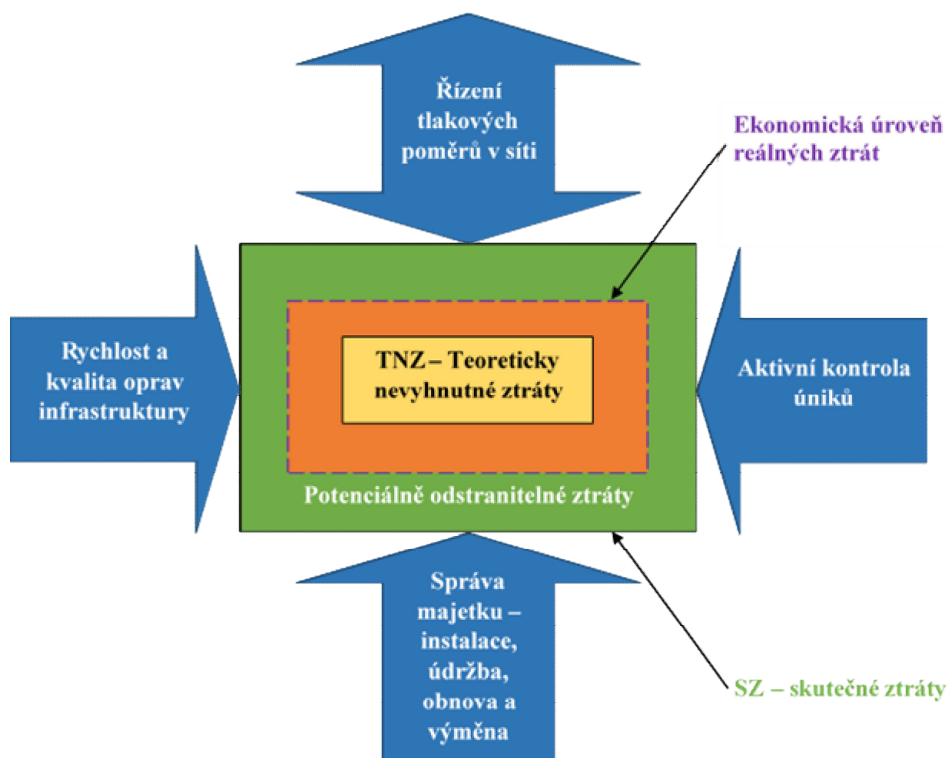 Řízení
tlakových
poměrů v síti
Ekonomická úroveň
reálných ztrát
Rychlost a
kvalita oprav
infrastruktury
TNZ – Teoreticky
nevyhnutné ztráty
Aktivní kontrola
úniků
Potenciálně odstranitelné ztráty
Správa
majetku –
instalace,
údržba,
obnova a
výměna
SZ – skutečné ztráty